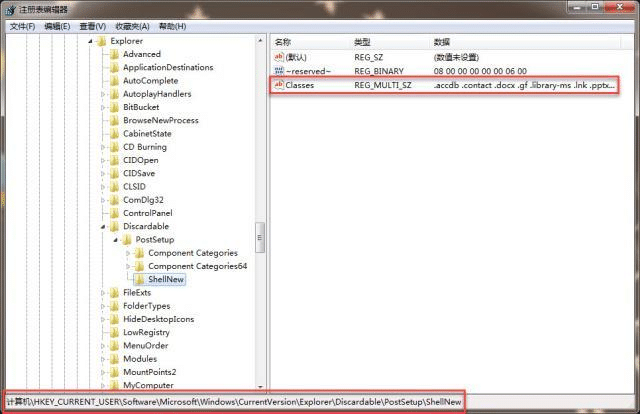 注册表编辑器
文件(F) 编辑(E) 查看(V) 收藏夹(A) 帮助(H)
Explorer
Advanced
ApplicationDestinations
AutoComplete
AutoplayHandlers
BitBucket
BrowseNewProcess
CabinetState
CD Burning
CIDOpen
CIDSave
CLSID
ComDlg32
ControlPanel
Discardable
PostSetup
Component Categories
Component Categories64
ShellNew
FileExts
FolderTypes
HideDesktopIcons
LowRegistry
MenuOrder
Modules
MountPoints2
MyComputer
名称 类型 数据
(默认) REG_SZ (数值未设置)
~reserved~ REG_BINARY 08 00 00 00 00 00 06 00
Classes REG_MULTI_SZ .accdb .contact .docx .gf .library-ms .lnk .pptx...
计算机\HKEY_CURRENT_USER\Software\Microsoft\Windows\CurrentVersion\Explorer\Discardable\PostSetup\ShellNew